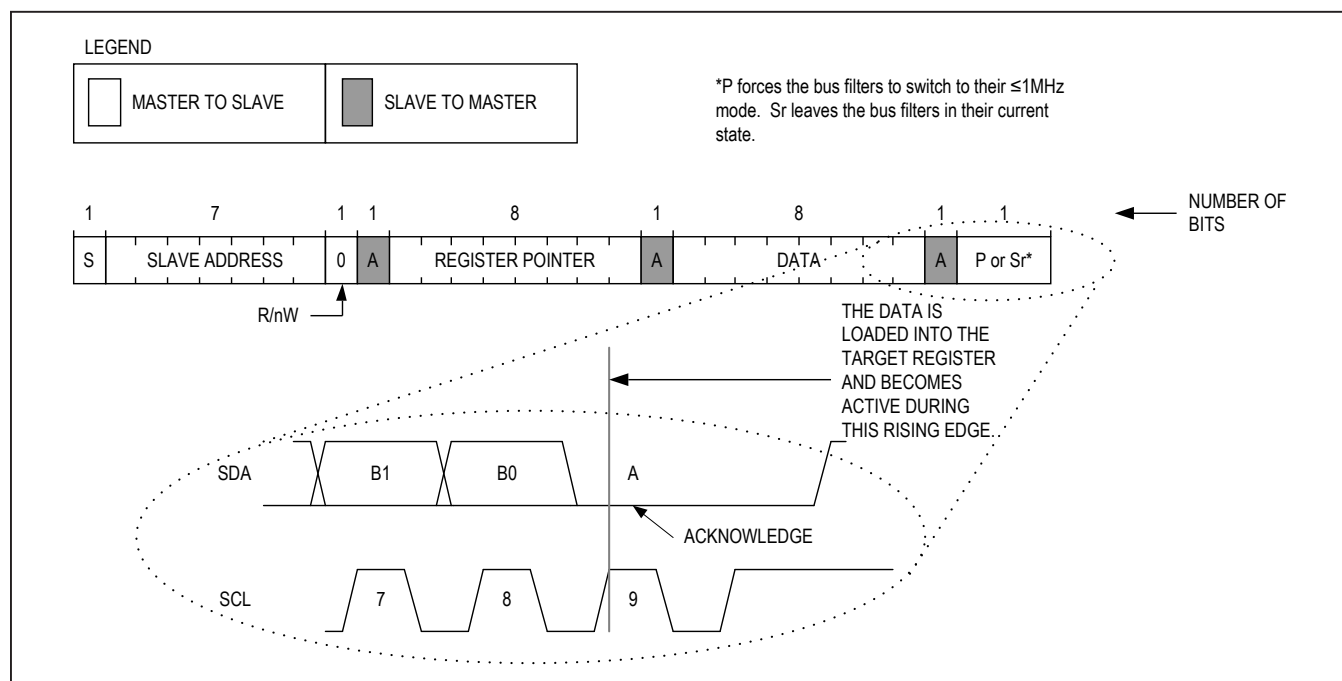 LEGEND
MASTER TO SLAVE
SLAVE TO MASTER
*P forces the bus filters to switch to their ≤1MHz
mode. Sr leaves the bus filters in their current
state.
1 7 1 1 8 1 8 1 1
NUMBER OF
BITS
S SLAVE ADDRESS 0 A REGISTER POINTER A DATA A P or Sr*
R/nW
THE DATA IS
LOADED INTO THE
TARGET REGISTER
AND BECOMES
ACTIVE DURING
THIS RISING EDGE.
SDA B1 B0 A
ACKNOWLEDGE
SCL 7 8 9